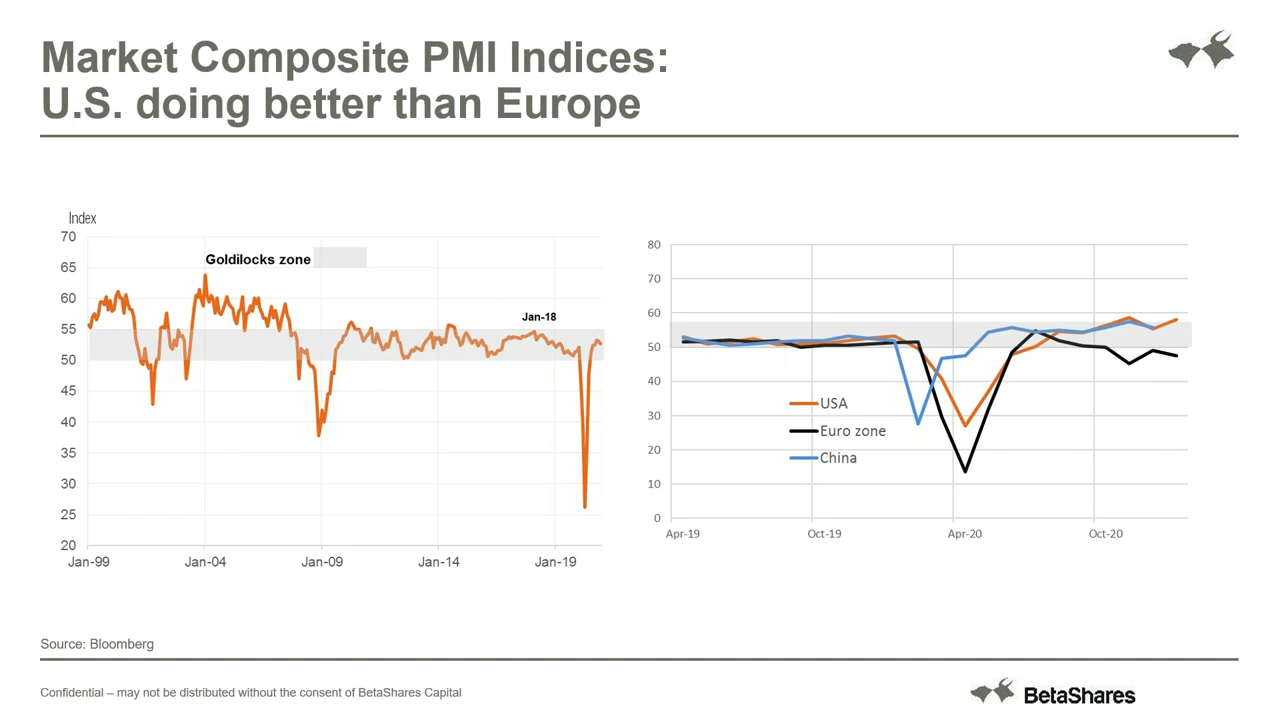 Market Composite PMI Indices:
U.S. doing better than Europe
Index
70
65
60
55
50
45
40
35
30
25
20
Goldilocks zone
Jan-18
Jan-99
Jan-04
Jan-09
Jan-14
Jan-19
80
70
60
50
40
30
20
10
0
USA
Euro zone
China
Apr-19
Oct-19
Apr-20
Oct-20
Source: Bloomberg
Confidential – may not be distributed without the consent of BetaShares Capital
BetaShares